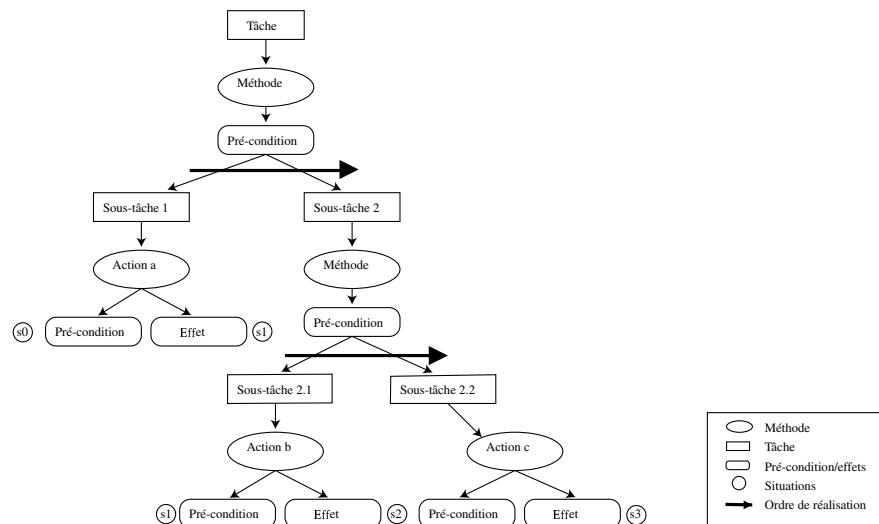 Tâche
Méthode
Pré-condition
Sous-tâche 1
Sous-tâche 2
Action a
Méthode
s0
Pré-condition
Effet
s1
Pré-condition
Sous-tâche 2.1
Sous-tâche 2.2
Action b
Action c
s1
Pré-condition
Effet
s2
Pré-condition
Effet
s3
Méthode
Tâche
Pré-condition/effets
Situations
Ordre de réalisation